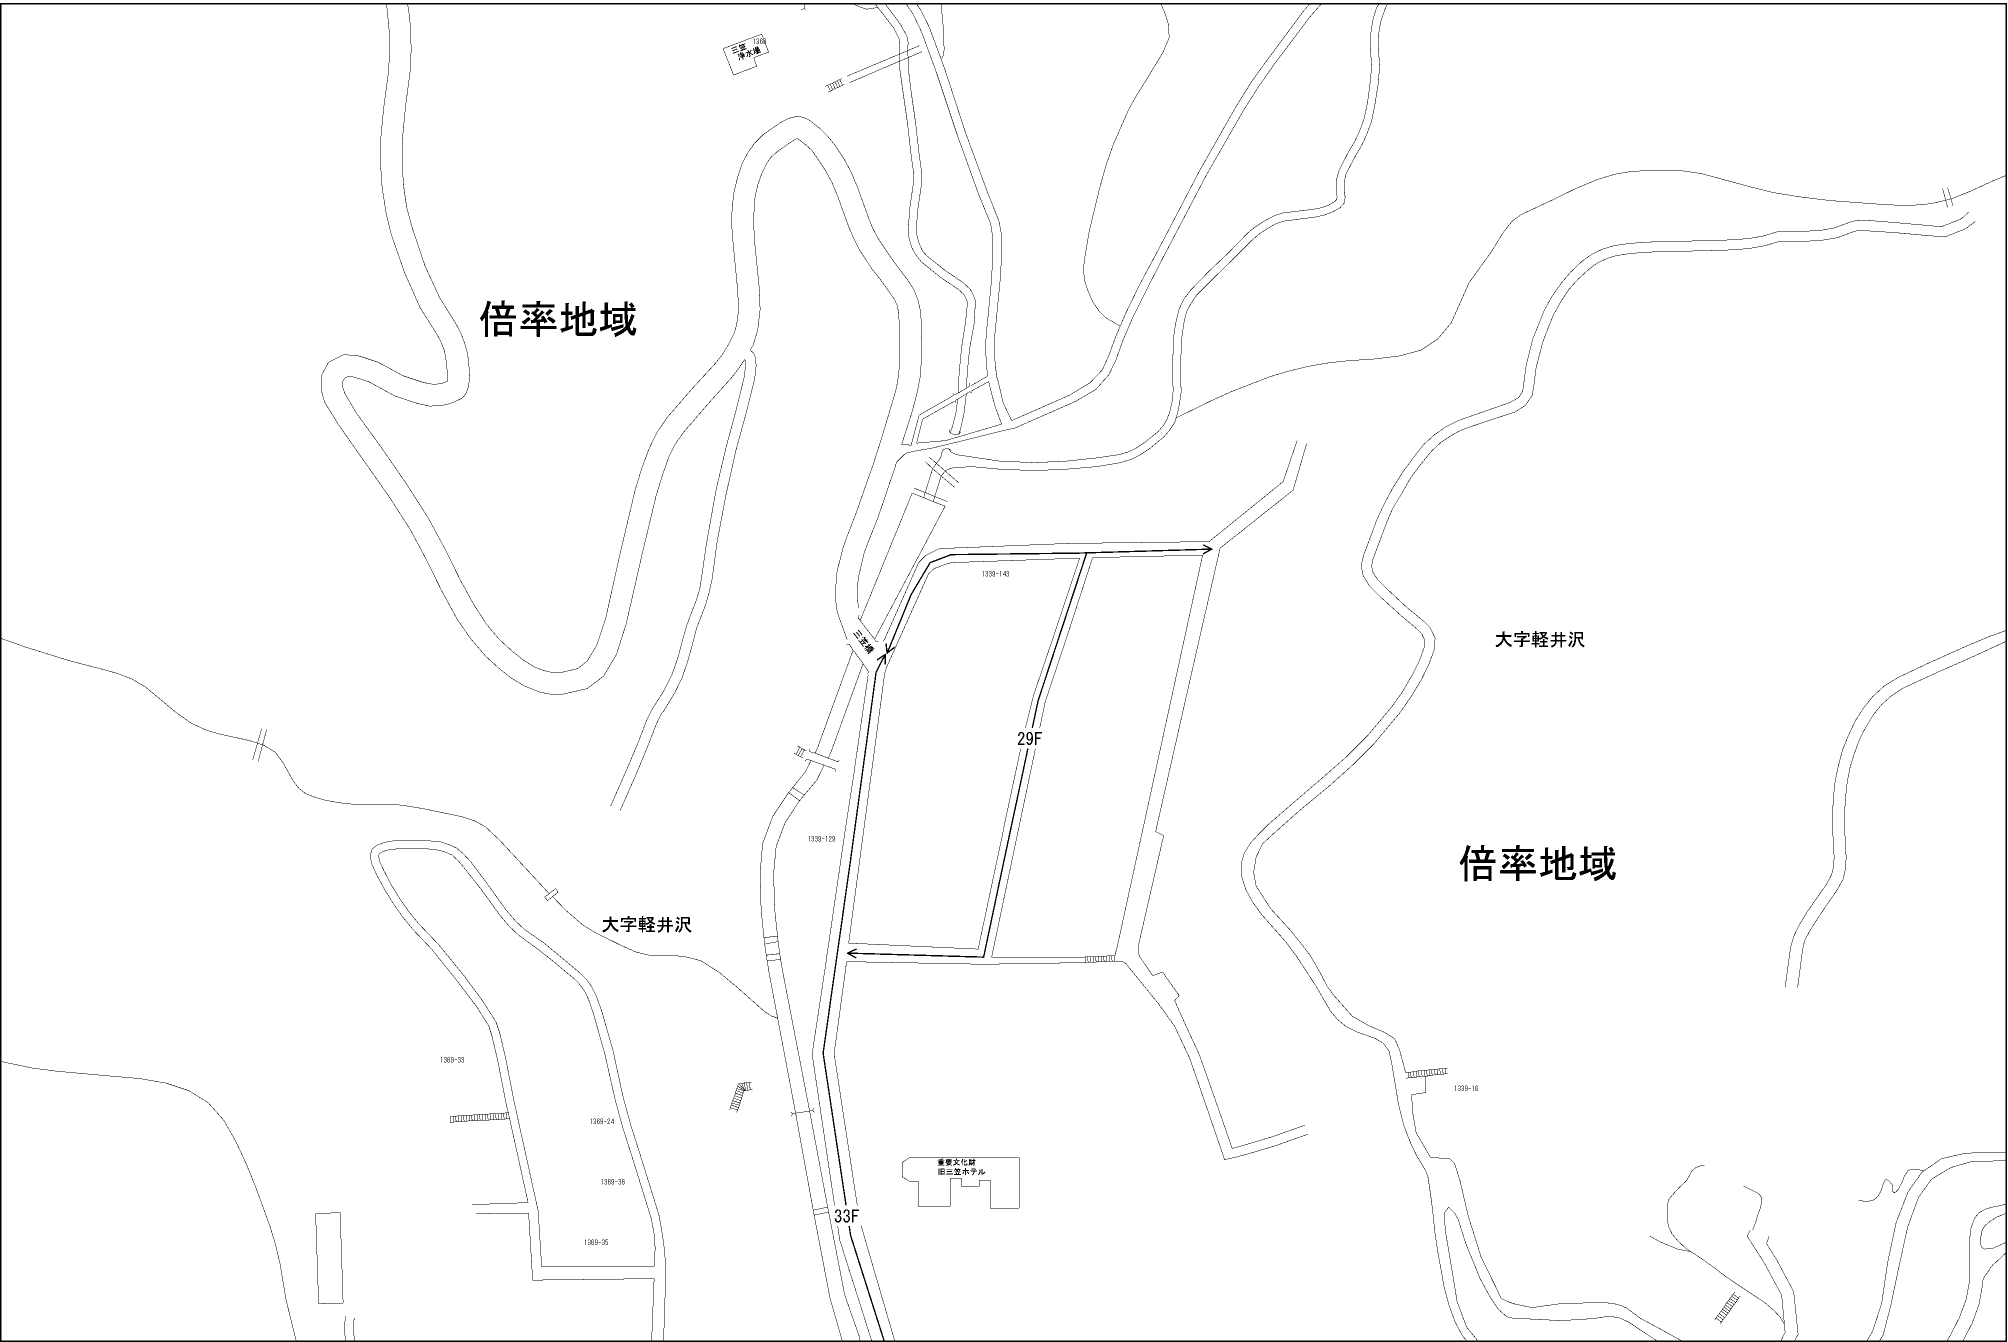 三笠
浄水場
1369
倍率地域
1339-143
三笠橋
大字軽井沢
29F
1339-129
倍率地域
大字軽井沢
1369-33
1339-16
1369-24
重要文化財
旧三笠ホテル
1369-36
33F
1369-35